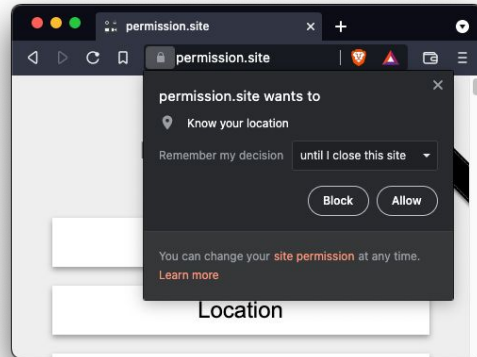 permission.site
permission.site
permission.site wants to
Know your location
Remember my decision until I close this site
Block Allow
You can change your site permission at any time.
Learn more
Location